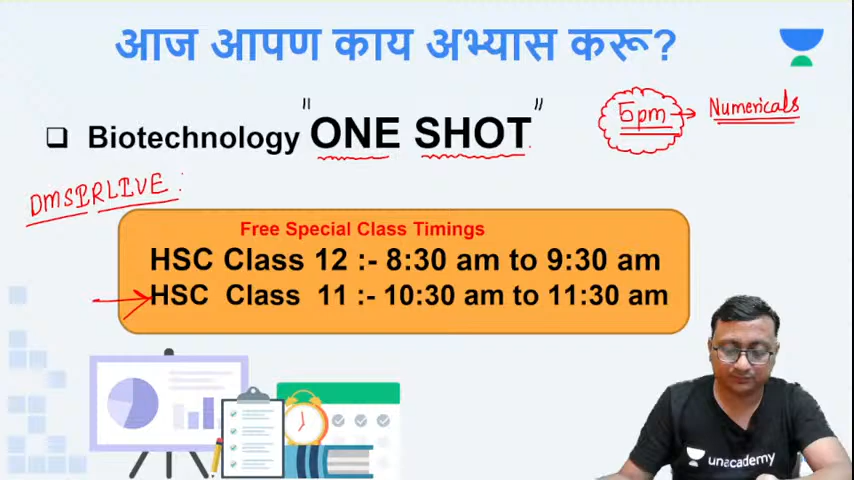 आज आपण काय अभ्यास करू?
❑ Biotechnology "ONE SHOT"
5pm → Numericals
DMSIRLIVE :
Free Special Class Timings
HSC Class 12 :- 8:30 am to 9:30 am
HSC Class 11 :- 10:30 am to 11:30 am
unacademy